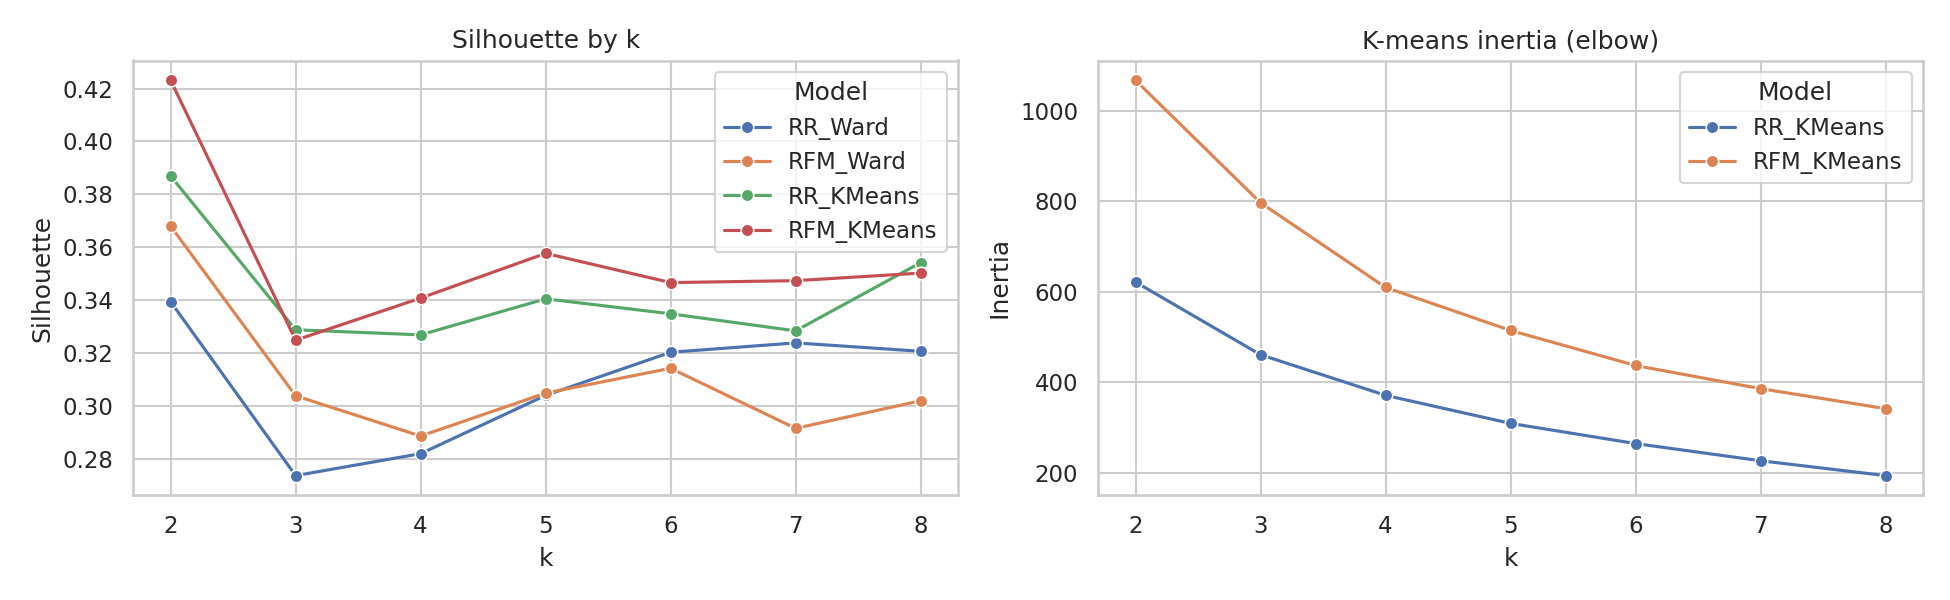 Silhouette by k
Silhouette
0.42
0.40
0.38
0.36
0.34
0.32
0.30
0.28
2 3 4 5 6 7 8
k
Model
RR_Ward
RFM_Ward
RR_KMeans
RFM_KMeans
K-means inertia (elbow)
Inertia
1000
800
600
400
200
2 3 4 5 6 7 8
k
Model
RR_KMeans
RFM_KMeans